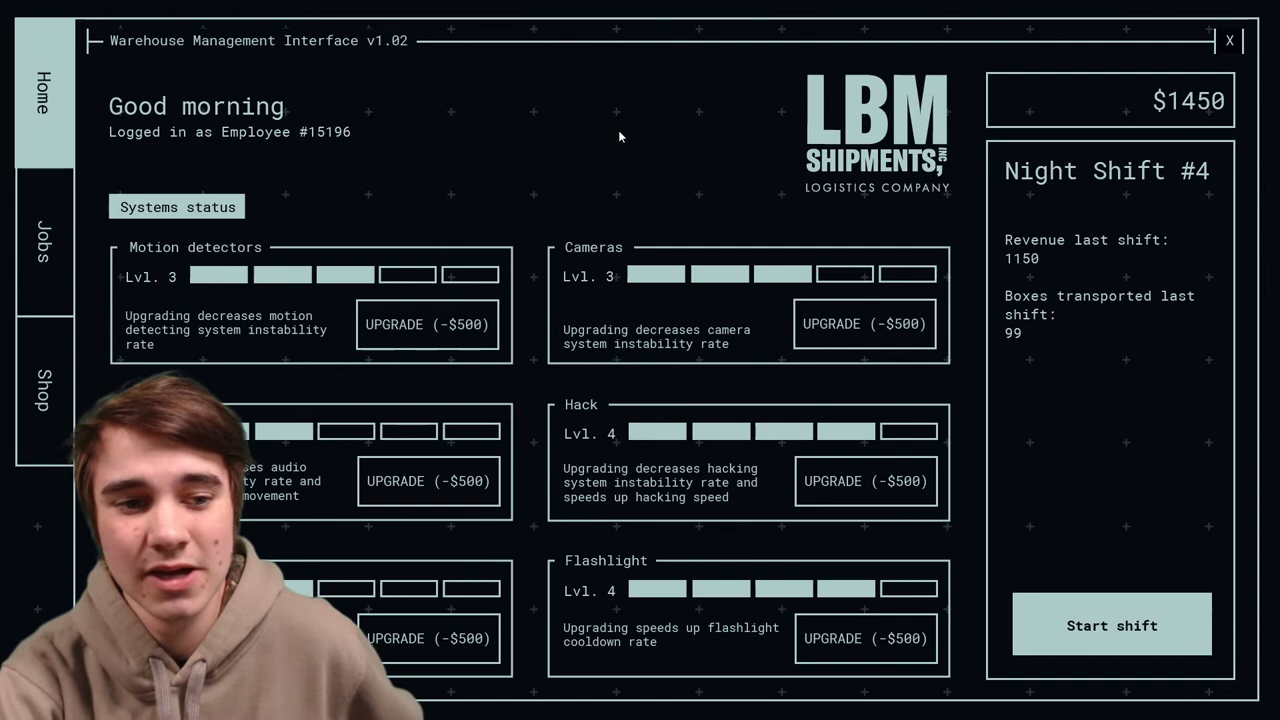 Warehouse Management Interface v1.02
X
Home
Jobs
Shop
Good morning
Logged in as Employee #15196
LBM
SHIPMENTS, INC
LOGISTICS COMPANY
$1450
Systems status
Motion detectors
Lvl. 3
Upgrading decreases motion
detecting system instability
rate
UPGRADE (-$500)
Cameras
Lvl. 3
Upgrading decreases camera
system instability rate
UPGRADE (-$500)
audio
rate and
movement
UPGRADE (-$500)
Hack
Lvl. 4
Upgrading decreases hacking
system instability rate and
speeds up hacking speed
UPGRADE (-$500)
UPGRADE (-$500)
Flashlight
Lvl. 4
Upgrading speeds up flashlight
cooldown rate
UPGRADE (-$500)
Night Shift #4
Revenue last shift:
1150
Boxes transported last
shift:
99
Start shift